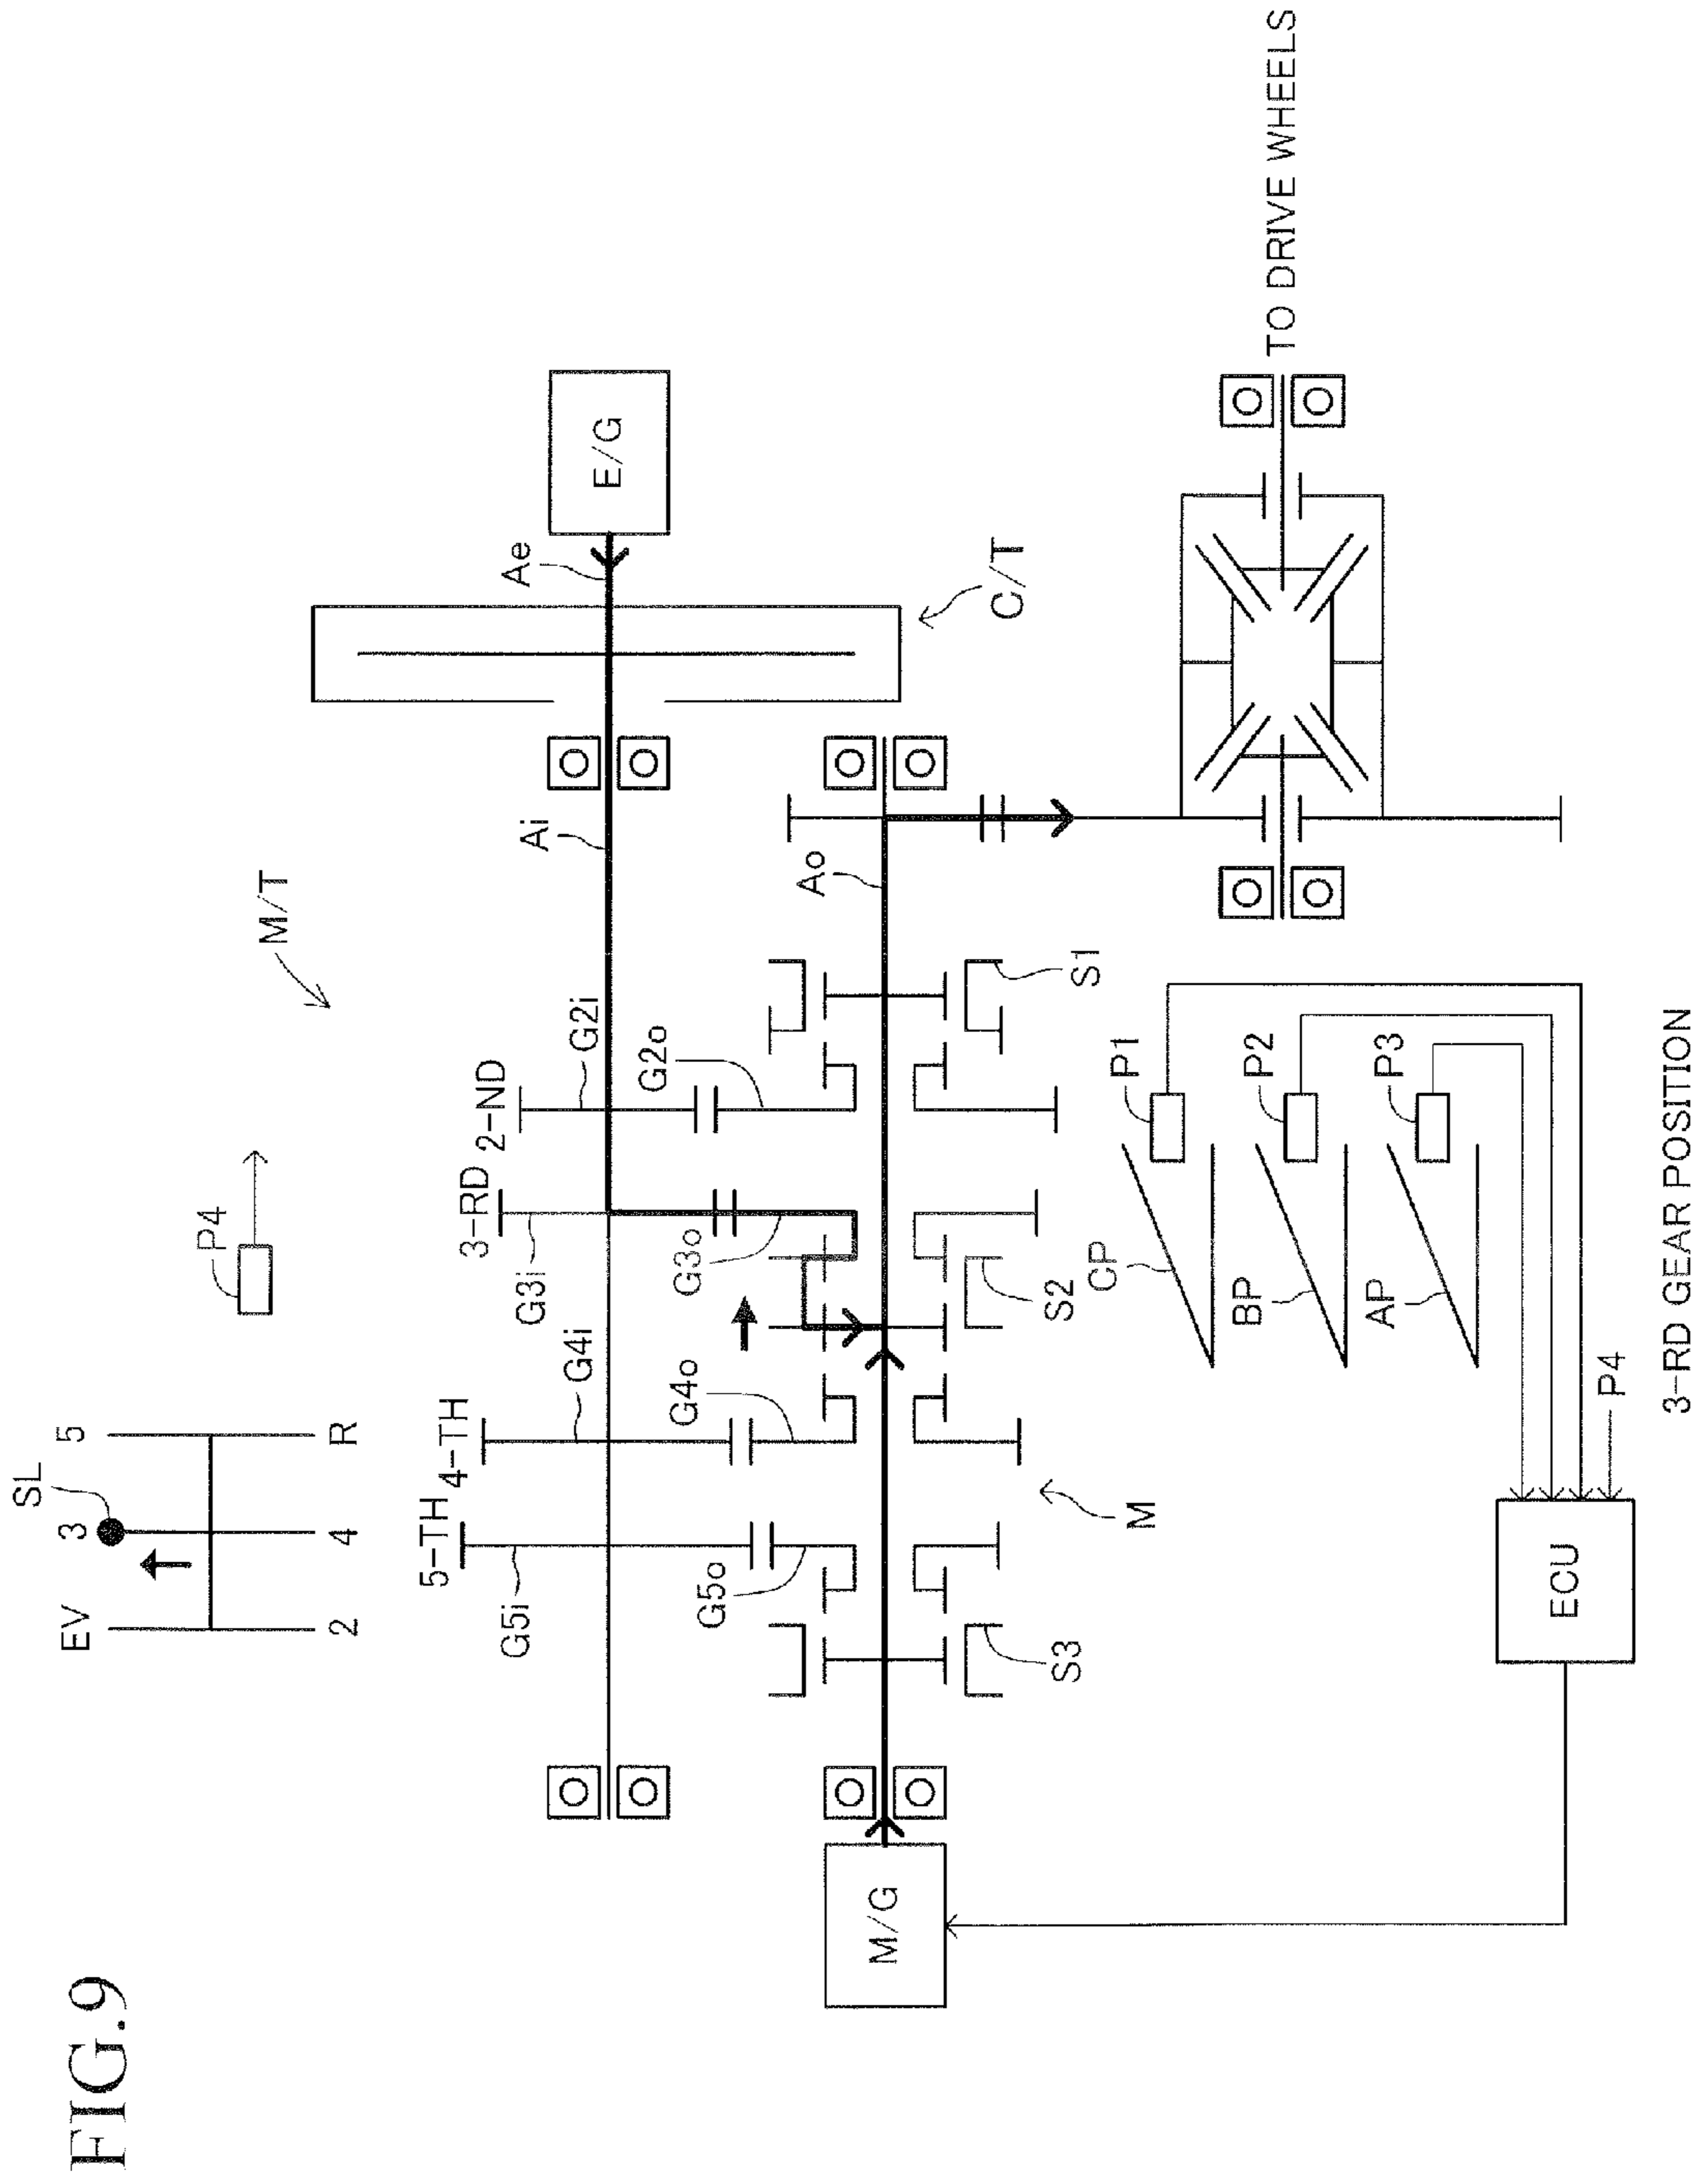 FIG.9
EV
3
5
SL
2
4
R
P4
M/T
5-TH
4-TH
3-RD
2-ND
G5i
G4i
G3i
G2i
Ai
Ae
E/G
G5o
G4o
G3o
G2o
Ao
C/T
M/G
S3
M
S2
S1
TO DRIVE WHEELS
CP
P1
BP
P2
AP
P3
ECU
P4
3-RD GEAR POSITION